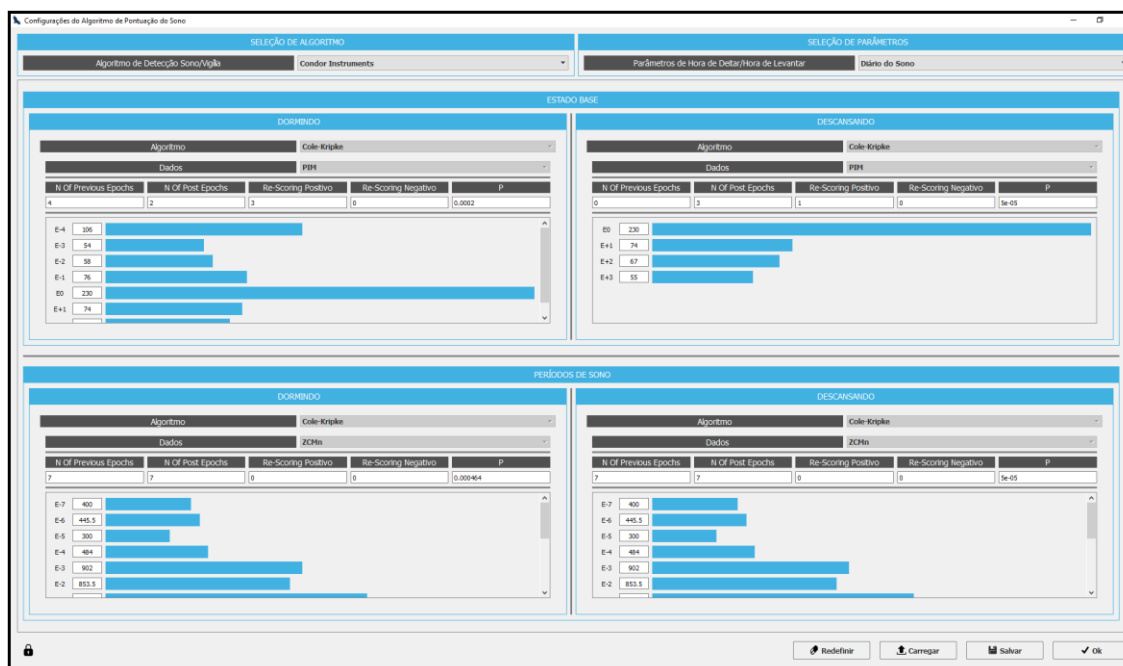 Configurações do Algoritmo de Pontuação do Sono
SELEÇÃO DE ALGORITMO
SELEÇÃO DE PARÂMETROS
Algoritmo de Detecção Sono/Vigília Condor Instruments
Parâmetros de Hora de Deitar/Hora de Levantar Diário do Sono
ESTADO BASE
DORMINDO
Algoritmo Cole-Kripke
Dados PIM
N Of Previous Epochs N Of Post Epochs Re-Scoring Positivo Re-Scoring Negativo P
4 2 3 0 0.0002
E-4 106
E-3 54
E-2 58
E-1 76
E0 230
E+1 74
DESCANSANDO
Algoritmo Cole-Kripke
Dados PIM
N Of Previous Epochs N Of Post Epochs Re-Scoring Positivo Re-Scoring Negativo P
0 3 1 0 5e-05
E0 230
E+1 74
E+2 67
E+3 55
PERÍODOS DE SONO
DORMINDO
Algoritmo Cole-Kripke
Dados ZCMn
N Of Previous Epochs N Of Post Epochs Re-Scoring Positivo Re-Scoring Negativo P
7 7 0 0 0.000464
E-7 400
E-6 445.5
E-5 300
E-4 484
E-3 902
E-2 853.5
DESCANSANDO
Algoritmo Cole-Kripke
Dados ZCMn
N Of Previous Epochs N Of Post Epochs Re-Scoring Positivo Re-Scoring Negativo P
7 7 0 0 5e-05
E-7 400
E-6 445.5
E-5 300
E-4 484
E-3 902
E-2 853.5
Redefinir Carregar Salvar Ok